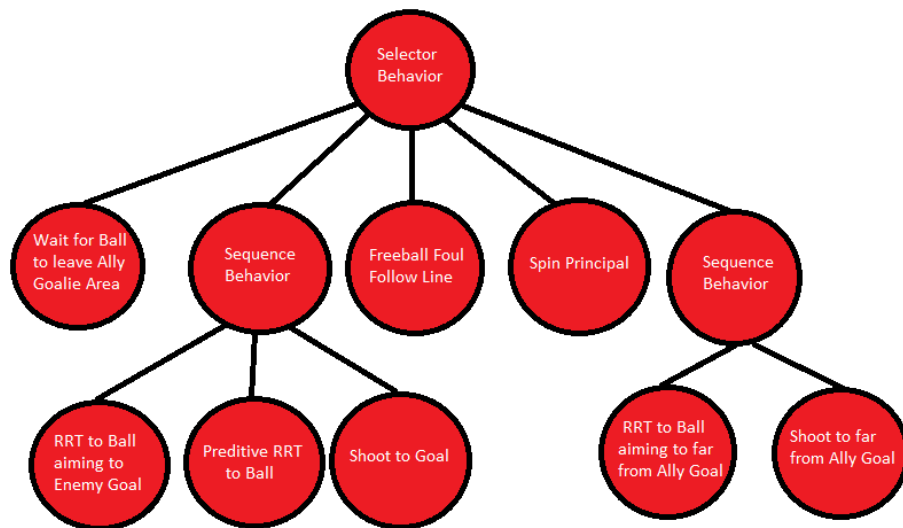 Selector
Behavior
Wait for Ball
to leave Ally
Goalie Area
Sequence
Behavior
Freeball Foul
Follow Line
Spin Principal
Sequence
Behavior
RRT to Ball
aiming to
Enemy Goal
Preditive RRT
to Ball
Shoot to Goal
RRT to Ball
aiming to far
from Ally Goal
Shoot to far
from Ally Goal